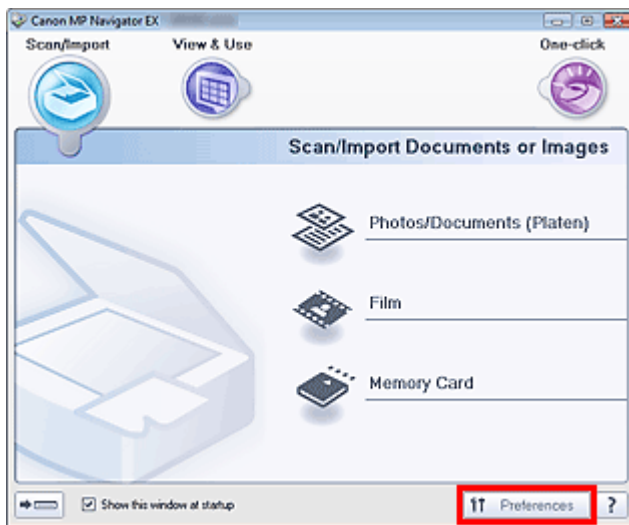 Canon MP Navigator EX
Scan/Import
View & Use
One-click
Scan/Import Documents or Images
Photos/Documents (Platen)
Film
Memory Card
Show this window at startup
Preferences
?